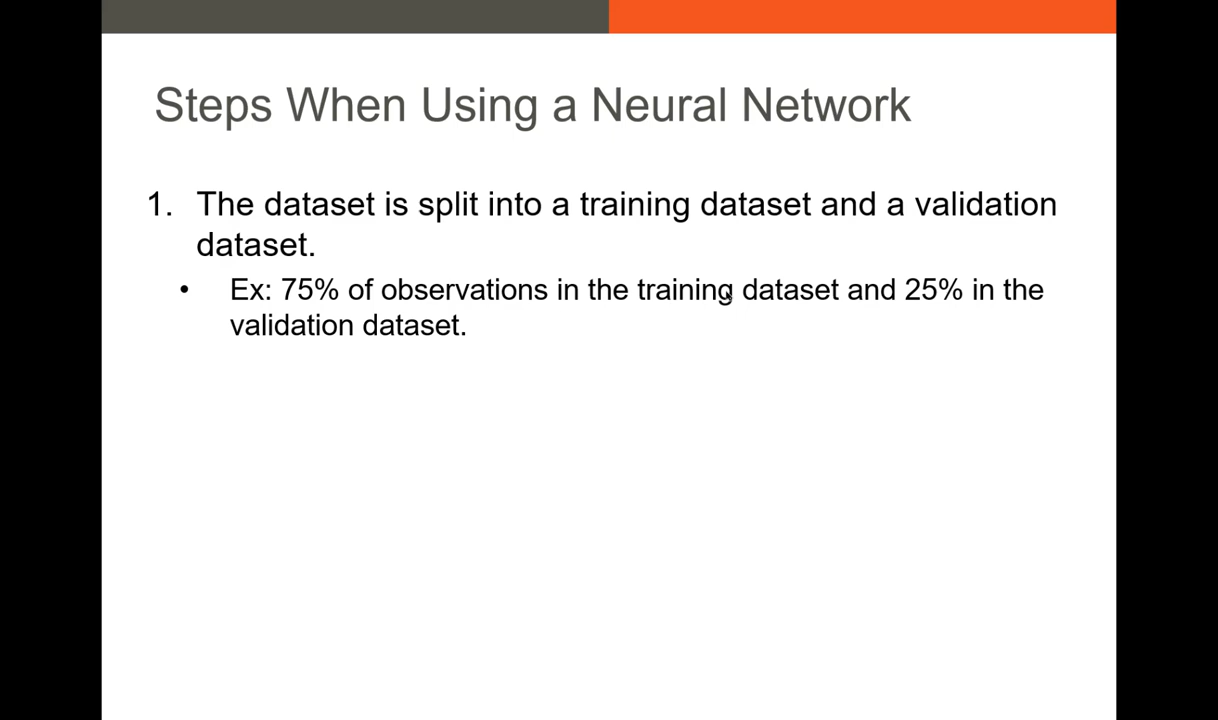 Steps When Using a Neural Network
1. The dataset is split into a training dataset and a validation
dataset.
• Ex: 75% of observations in the training dataset and 25% in the
validation dataset.